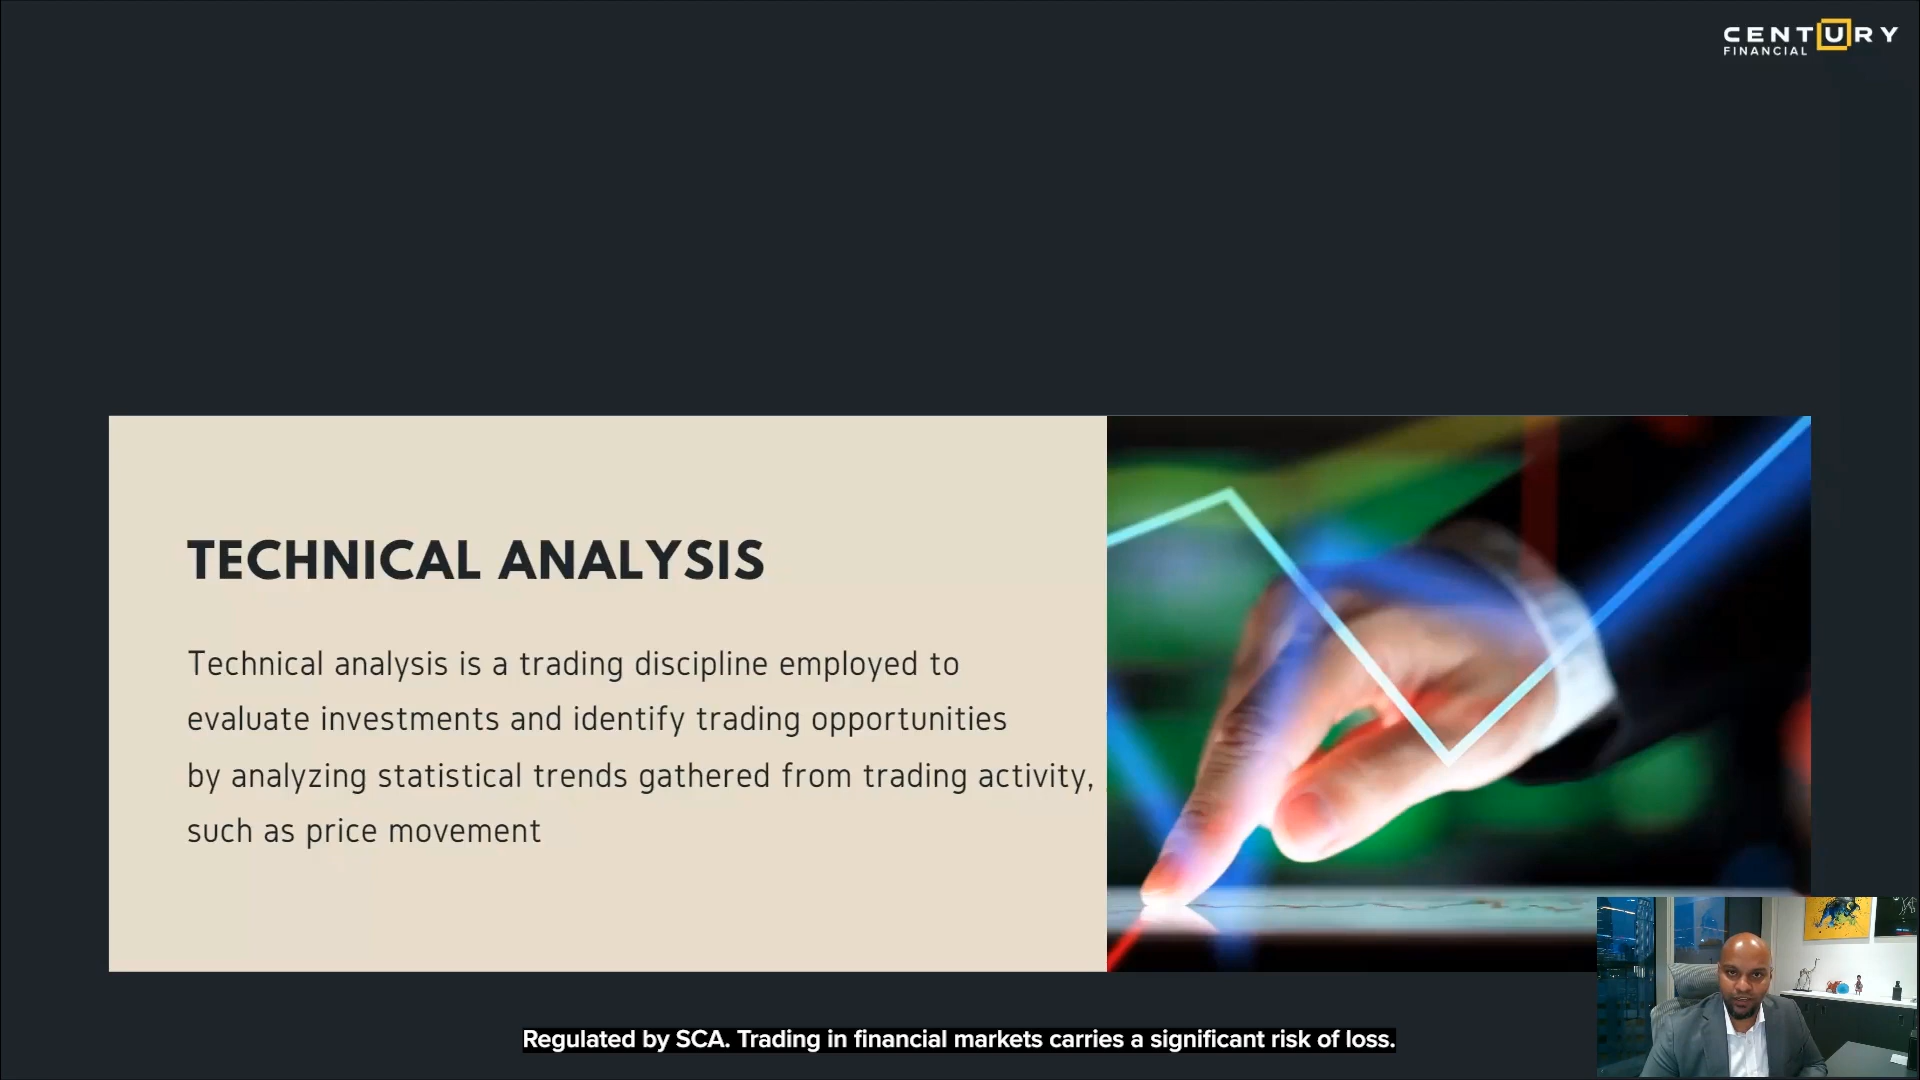 CENTURY
FINANCIAL
TECHNICAL ANALYSIS
Technical analysis is a trading discipline employed to
evaluate investments and identify trading opportunities
by analyzing statistical trends gathered from trading activity,
such as price movement
Regulated by SCA. Trading in financial markets carries a significant risk of loss.